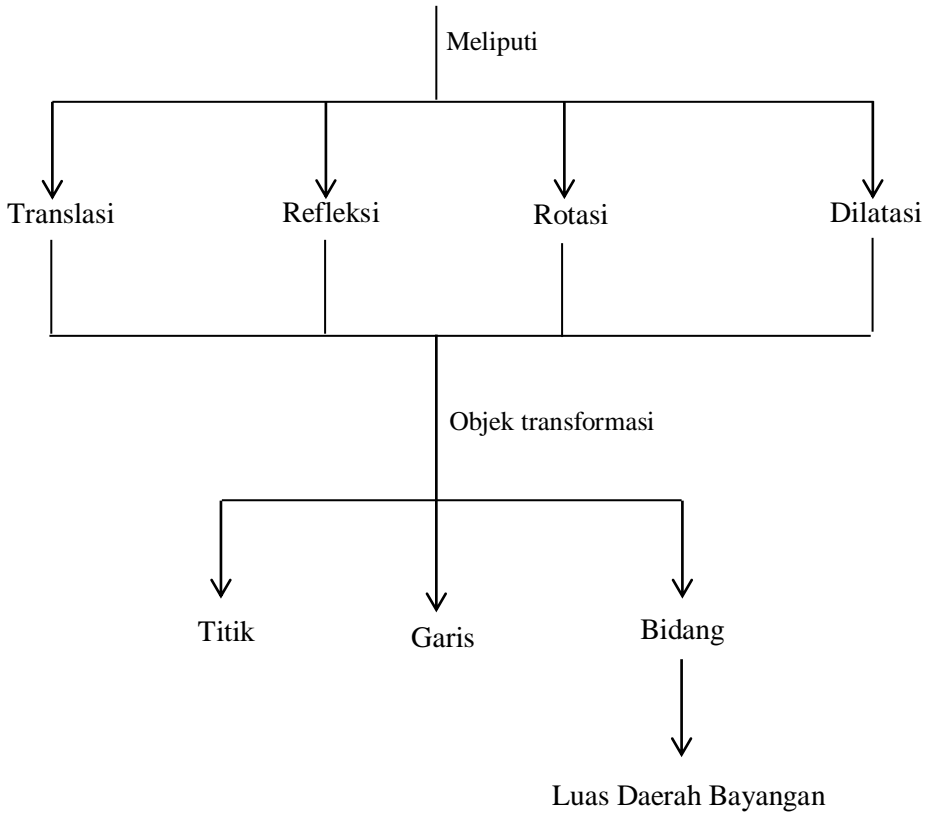 Meliputi
Translasi
Refleksi
Rotasi
Dilatasi
Objek transformasi
Titik
Garis
Bidang
Luas Daerah Bayangan